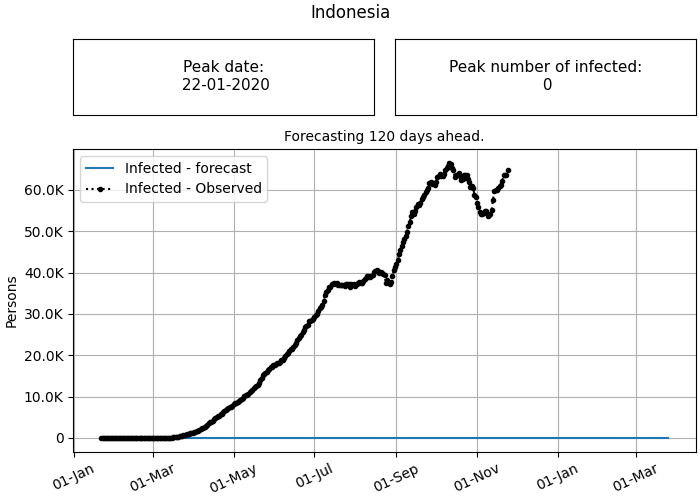 Indonesia
Peak date:
22-01-2020
Peak number of infected:
0
Forecasting 120 days ahead.
Infected - forecast
Infected - Observed
60.0K
50.0K
40.0K
30.0K
20.0K
10.0K
0
Persons
01-Jan
01-Mar
01-May
01-Jul
01-Sep
01-Nov
01-Jan
01-Mar